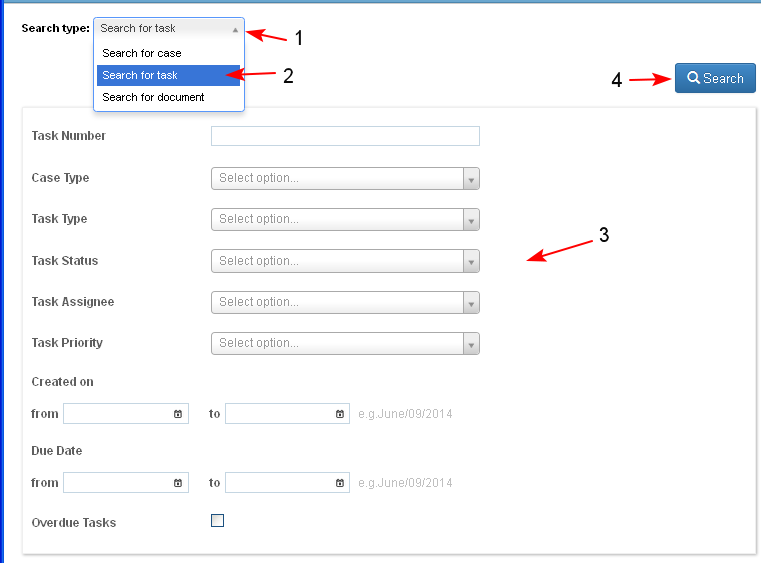 Search type: Search for task
1
Search for case
Search for task
2
Search for document
4
Search
Task Number
Case Type Select option...
Task Type Select option...
3
Task Status Select option...
Task Assignee Select option...
Task Priority Select option...
Created on
from to e.g.June/09/2014
Due Date
from to e.g.June/09/2014
Overdue Tasks